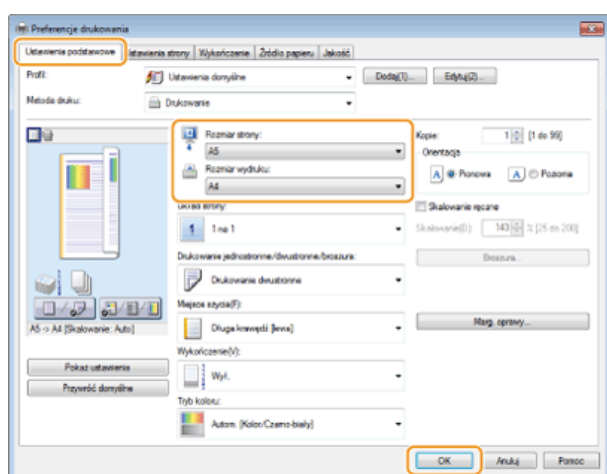 Preferencje drukowania
Ustawienia podstawowe Ustawienia strony Wykończenie Źródło papieru Jakość
Profil: Ustawienia domyślne Dodaj(1)... Edytuj(2)...
Metoda druku: Drukowanie
Rozmiar strony:
A5
Rozmiar wydruku:
A4
Kopie: 1 [1 do 99]
Orientacja
A Pionowa A Pozioma
Układ strony:
1 1 na 1
Skalowanie ręczne
Skalowanie(D): 143 % [25 do 200]
Drukowanie jednostronne/dwustronne/broszura:
Drukowanie dwustronne
Broszura...
Miejsce szycia(F):
Długa krawędź [lewa]
Marg. oprawy...
A5 -> A4 [Skalowanie: Auto]
Wykończenie(V):
Wył.
Pokaż ustawienia
Przywróć domyślne
Tryb koloru:
Autom. [Kolor/Czarno-biały]
OK Anuluj Pomoc